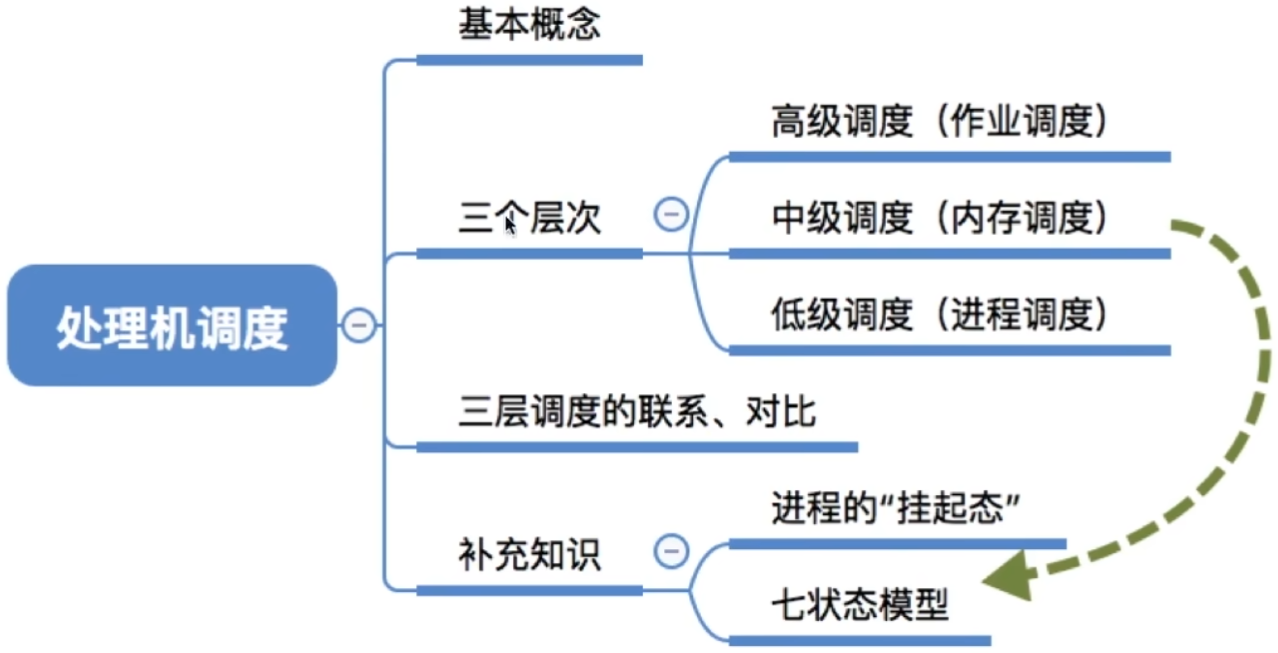 处理机调度
基本概念
三个层次
高级调度（作业调度）
中级调度（内存调度）
低级调度（进程调度）
三层调度的联系、对比
补充知识
进程的“挂起态”
七状态模型